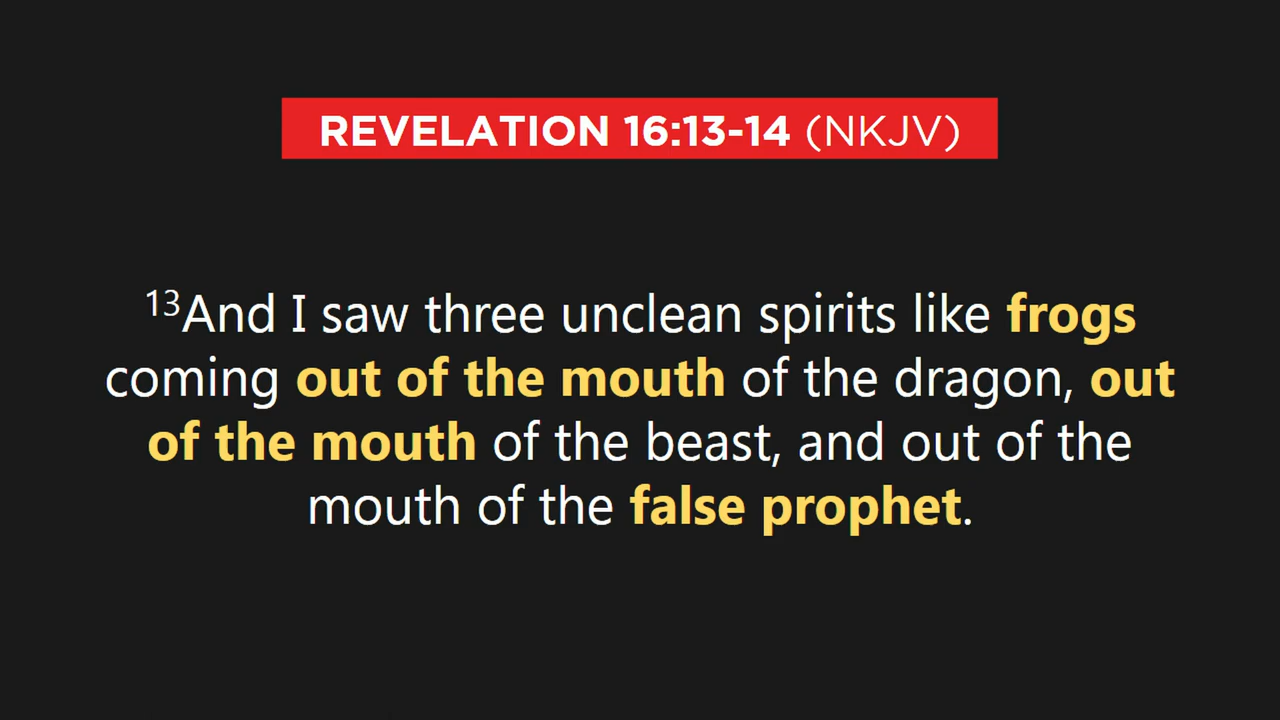 REVELATION 16:13-14 (NKJV)
¹³And I saw three unclean spirits like frogs
coming out of the mouth of the dragon, out
of the mouth of the beast, and out of the
mouth of the false prophet.